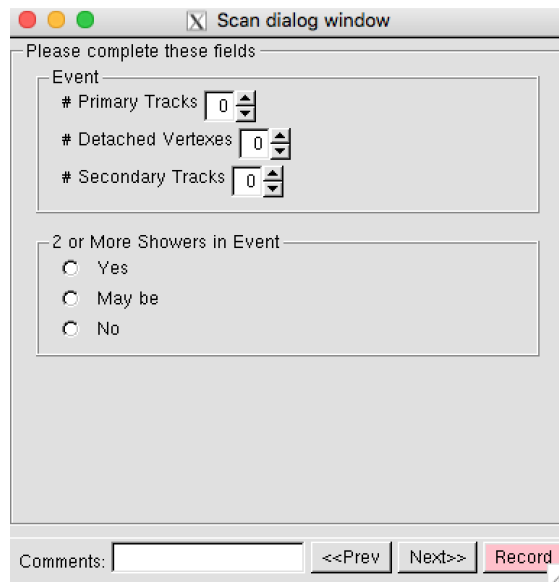 Scan dialog window
Please complete these fields
Event
# Primary Tracks 0
# Detached Vertexes 0
# Secondary Tracks 0
2 or More Showers in Event
Yes
May be
No
Comments: <<Prev Next>> Record